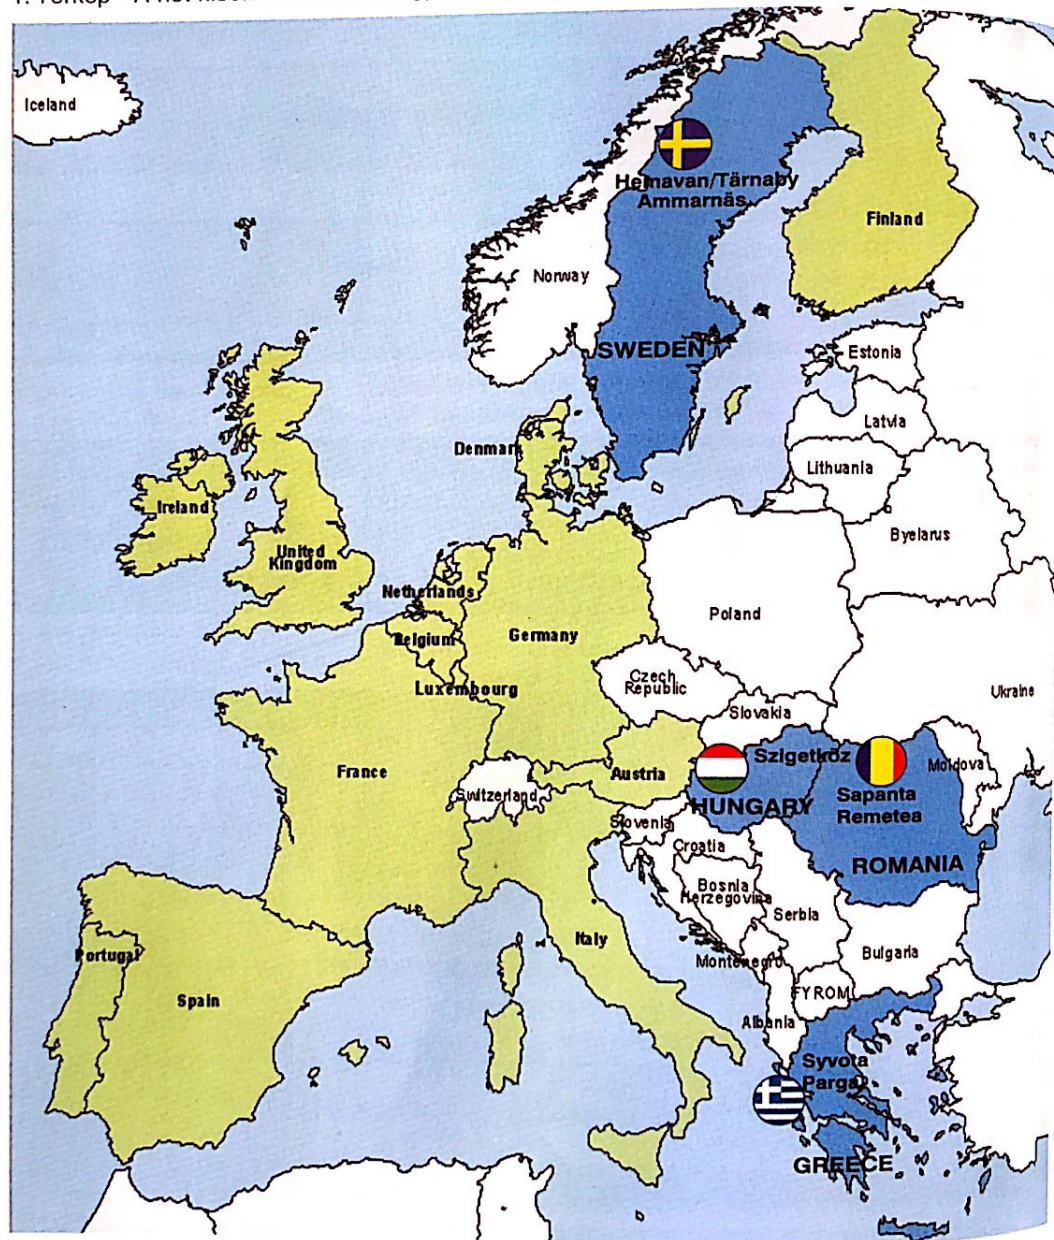 Iceland
Hemavan/Tärnaby
Ammarnäs
Finland
Norway
SWEDEN
Estonia
Latvia
Denmark
Lithuania
Ireland
Byelarus
United
Kingdom
Netherlands
Poland
Belgium
Germany
Czech
Republic
Luxembourg
Ukraine
Slovakia
Szigetköz
France
Austria
Moldova
Switzerland
HUNGARY
Sapanta
Remetea
Slovenia
Croatia
ROMANIA
Bosnia
Herzegovina
Serbia
Italy
Portugal
Montenegro
Bulgaria
Spain
FYROM
Albania
Syvota
Parga
GREECE